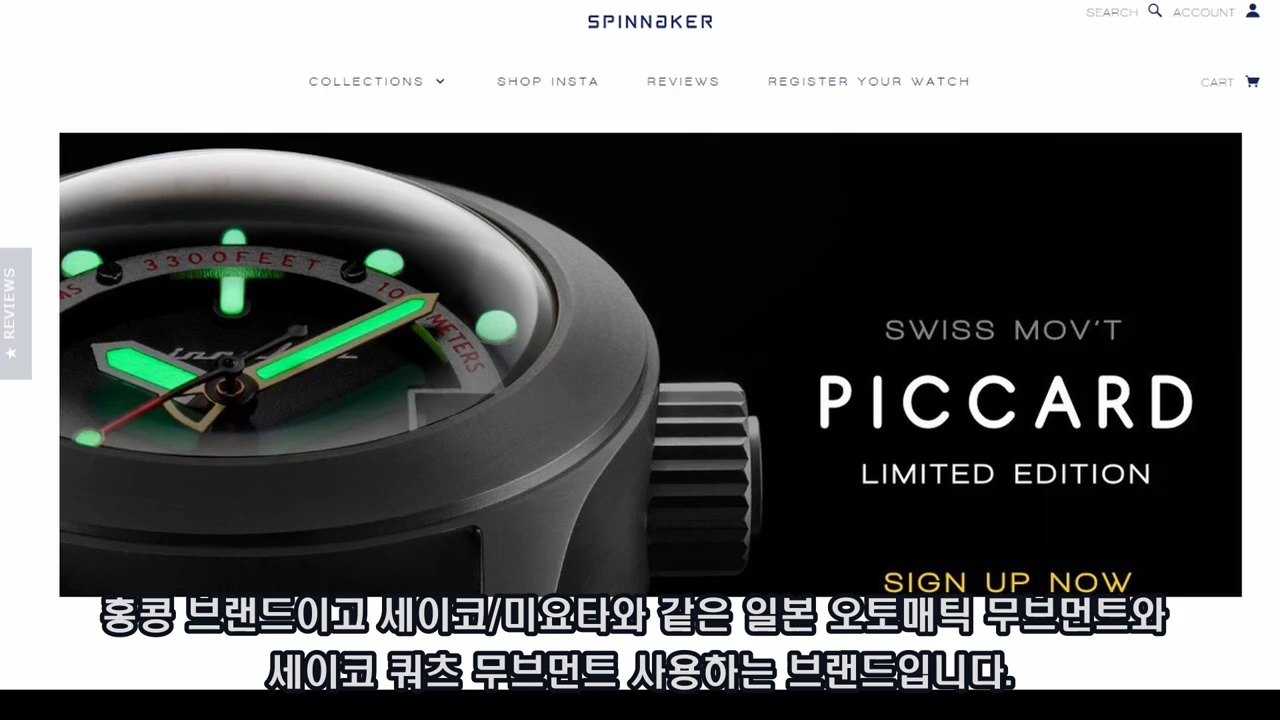 SPINNAKER
SEARCH ACCOUNT
COLLECTIONS SHOP INSTA REVIEWS REGISTER YOUR WATCH
CART
★ REVIEWS
3300FEET
METERS
SWISS MOV'T
PICCARD
LIMITED EDITION
SIGN UP NOW
홍콩 브랜드이고 세이코/미요타와 같은 일본 오토매틱 무브먼트와
세이코 쿼츠 무브먼트 사용하는 브랜드입니다.